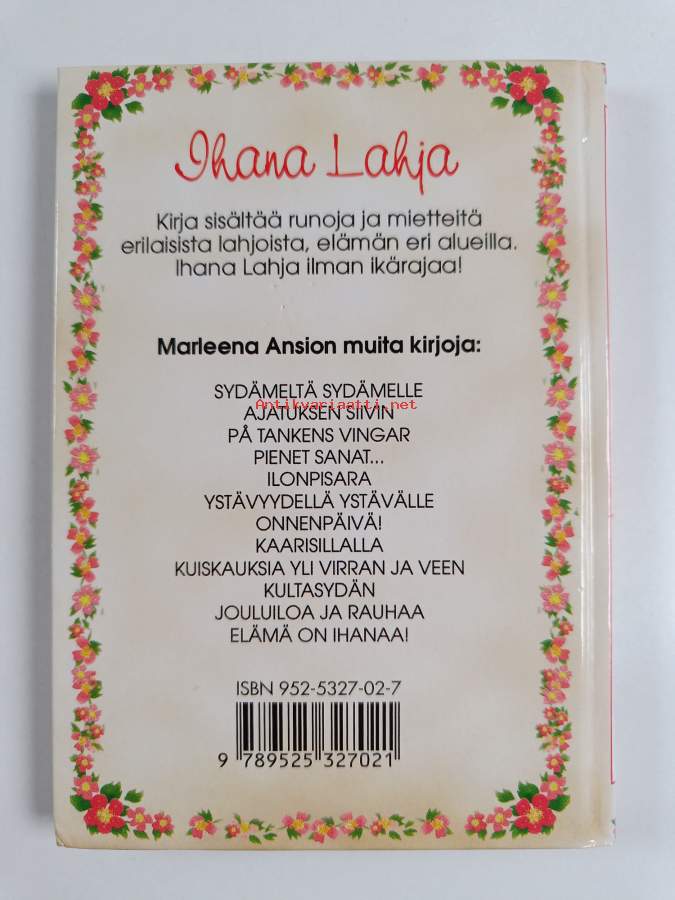 Ihana Lahja
Kirja sisältää runoja ja mietteitä
erilaisista lahjoista, elämän eri alueilla.
Ihana Lahja ilman ikärajaa!
Marleena Ansion muita kirjoja:
SYDÄMELTÄ SYDÄMELLE
Antikvariaatti.net
AJATUKSEN SIIVIN
PÅ TANKENS VINGAR
PIENET SANAT...
ILONPISARA
YSTÄVYYDELLÄ YSTÄVÄLLE
ONNENPÄIVÄ!
KAARISILLALLA
KUISKAUKSIA YLI VIRRAN JA VEEN
KULTASYDÄN
JOULUILOA JA RAUHAA
ELÄMÄ ON IHANAA!
ISBN 952-5327-02-7
9 789525 327021